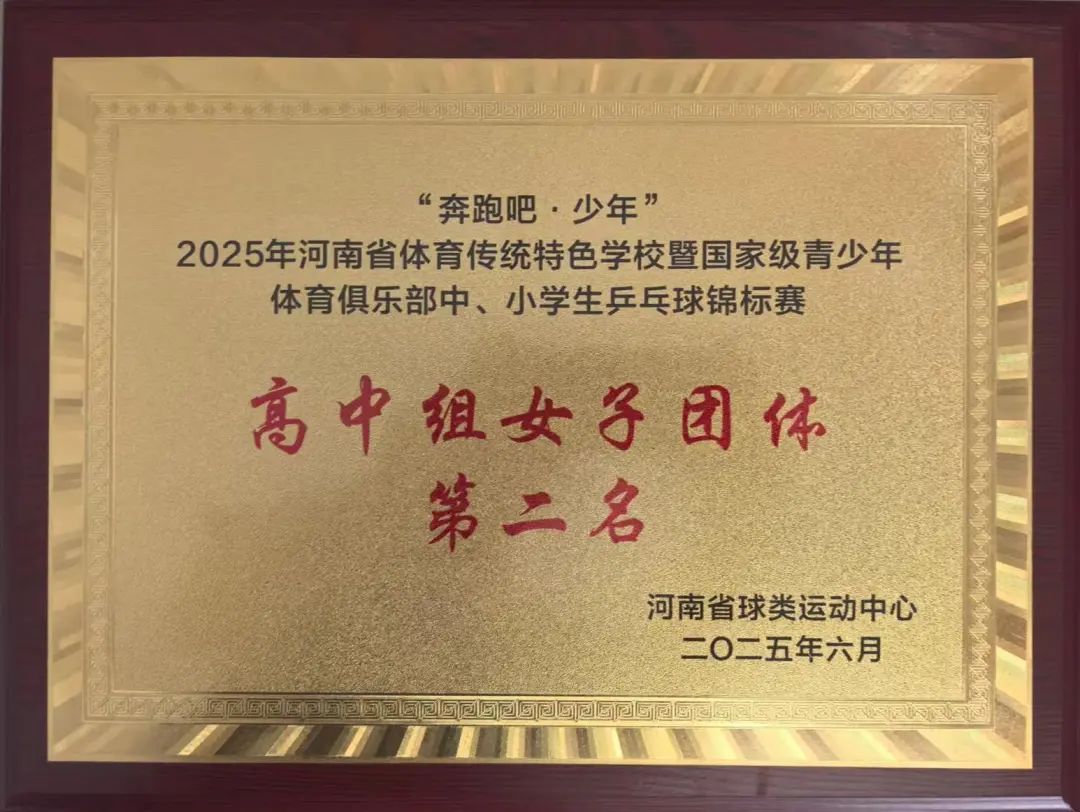 “奔跑吧·少年”
2025年河南省体育传统特色学校暨国家级青少年
体育俱乐部中、小学生乒乓球锦标赛
高中组女子团体
第二名
河南省球类运动中心
二〇二五年六月